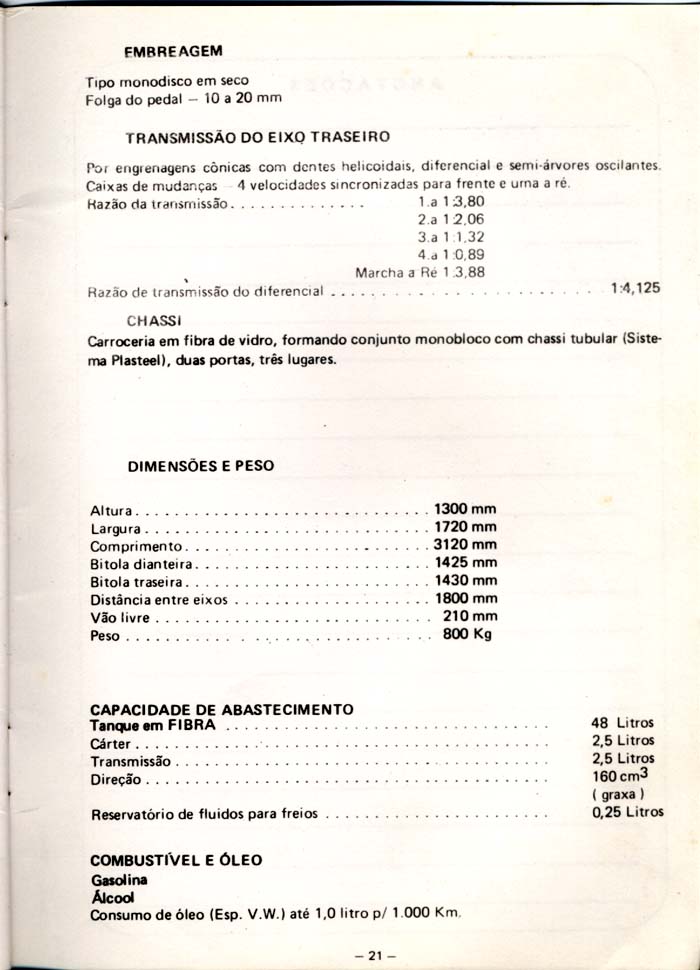 EMBREAGEM
Tipo monodisco em seco
Folga do pedal — 10 a 20 mm
TRANSMISSÃO DO EIXO TRASEIRO
Por engrenagens cônicas com dentes helicoidais, diferencial e semi-árvores oscilantes.
Caixas de mudanças — 4 velocidades sincronizadas para frente e uma a ré.
Razão da transmissão . . . . . . . . . . . . . . 1.a 1:3,80
2.a 1:2,06
3.a 1:1,32
4.a 1:0,89
Marcha a Ré 1:3,88
Razão de transmissão do diferencial . . . . . . . . . . . . . . . . . . . . . . . . . . . 1:4,125
CHASSI
Carroceria em fibra de vidro, formando conjunto monobloco com chassi tubular (Siste-
ma Plasteel), duas portas, três lugares.
DIMENSÕES E PESO
Altura . . . . . . . . . . . . . . . . . . . . . . . . . . . . . . 1300 mm
Largura . . . . . . . . . . . . . . . . . . . . . . . . . . . . . 1720 mm
Comprimento . . . . . . . . . . . . . . . . . . . . . . . . . 3120 mm
Bitola dianteira . . . . . . . . . . . . . . . . . . . . . . . . 1425 mm
Bitola traseira . . . . . . . . . . . . . . . . . . . . . . . . . 1430 mm
Distância entre eixos . . . . . . . . . . . . . . . . . . . . 1800 mm
Vão livre . . . . . . . . . . . . . . . . . . . . . . . . . . . . 210 mm
Peso . . . . . . . . . . . . . . . . . . . . . . . . . . . . . . . 800 Kg
CAPACIDADE DE ABASTECIMENTO
Tanque em FIBRA . . . . . . . . . . . . . . . . . . . . . . . . . . . . . . . . . 48 Litros
Cárter . . . . . . . . . . . . . . . . . . . . . . . . . . . . . . . . . . . . . . . . . . 2,5 Litros
Transmissão . . . . . . . . . . . . . . . . . . . . . . . . . . . . . . . . . . . . . . 2,5 Litros
Direção . . . . . . . . . . . . . . . . . . . . . . . . . . . . . . . . . . . . . . . . . 160 cm3
( graxa )
Reservatório de fluidos para freios . . . . . . . . . . . . . . . . . . . . . . . 0,25 Litros
COMBUSTÍVEL E ÓLEO
Gasolina
Álcool
Consumo de óleo (Esp. V.W.) até 1,0 litro p/ 1.000 Km.
— 21 —